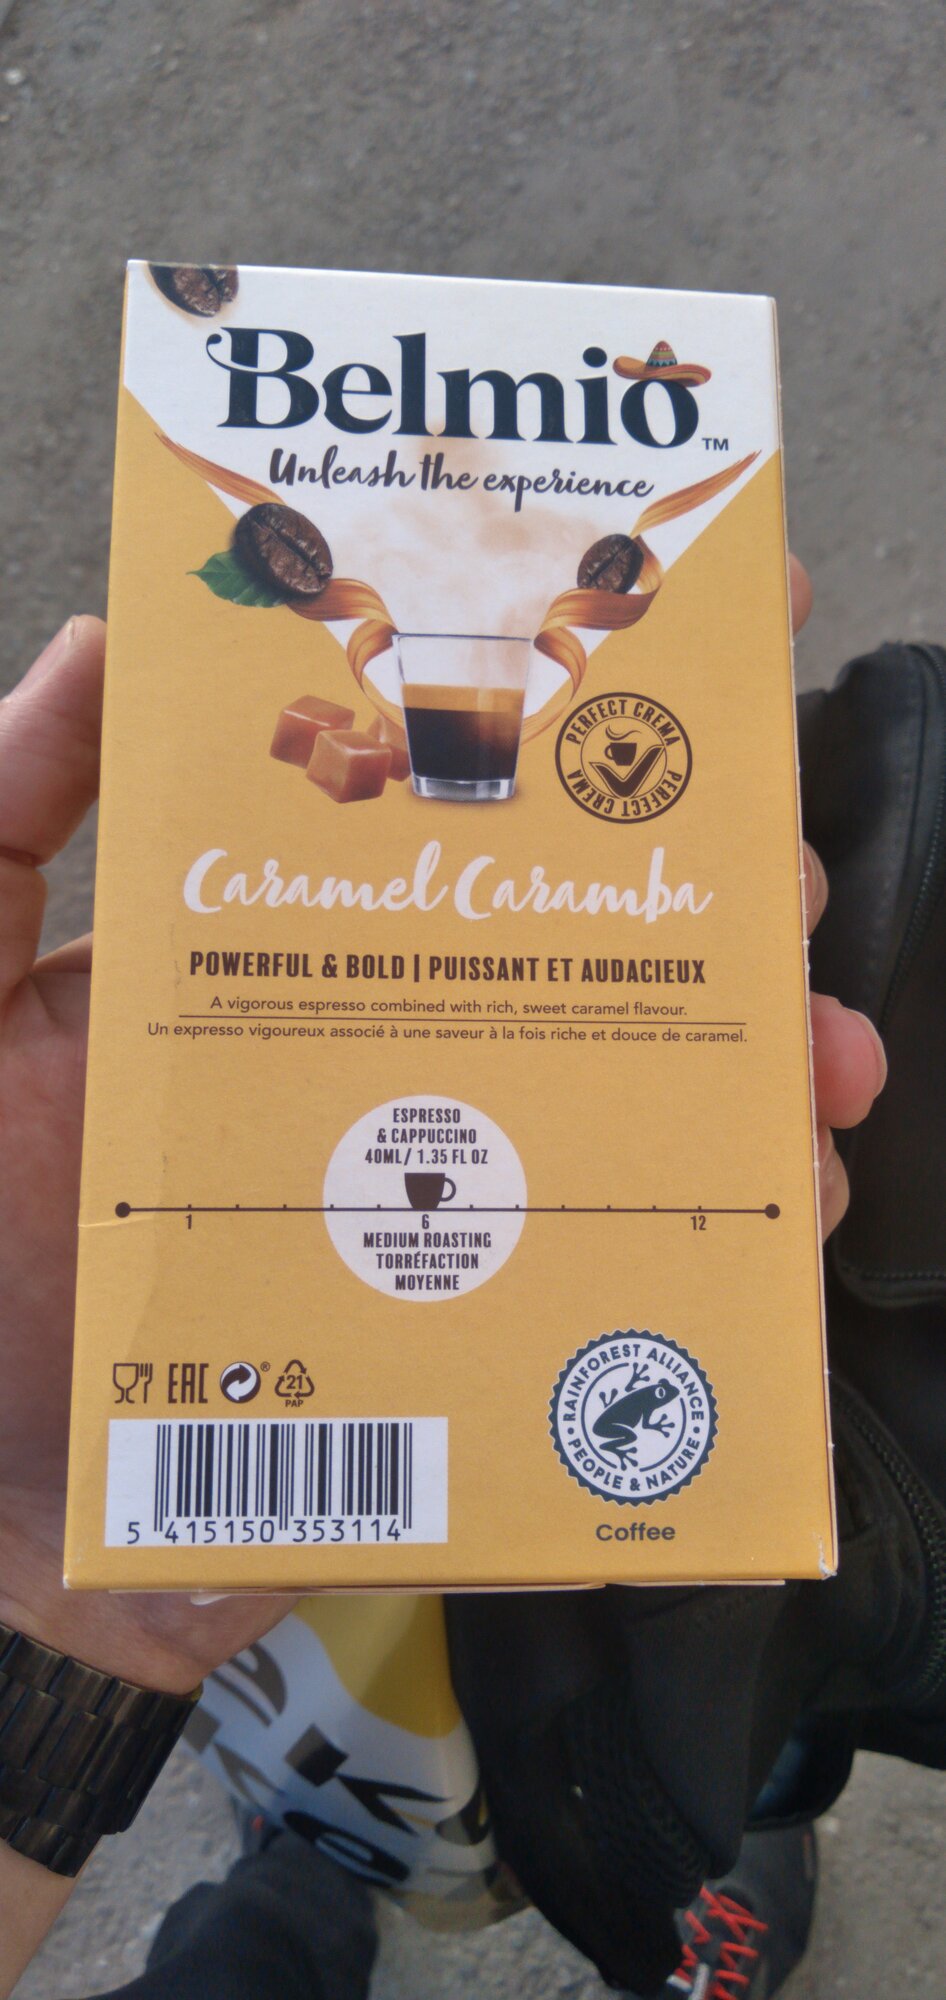 Belmio™
Unleash the experience
PERFECT CREMA
PERFECT CREMA
Caramel Caramba
POWERFUL & BOLD | PUISSANT ET AUDACIEUX
A vigorous espresso combined with rich, sweet caramel flavour.
Un expresso vigoureux associé à une saveur à la fois riche et douce de caramel.
ESPRESSO
& CAPPUCCINO
40ML/ 1.35 FL OZ
1 6 12
MEDIUM ROASTING
TORRÉFACTION
MOYENNE
EAC ® 21
PAP
RAINFOREST ALLIANCE
• PEOPLE & NATURE •
5 415150 353114
Coffee